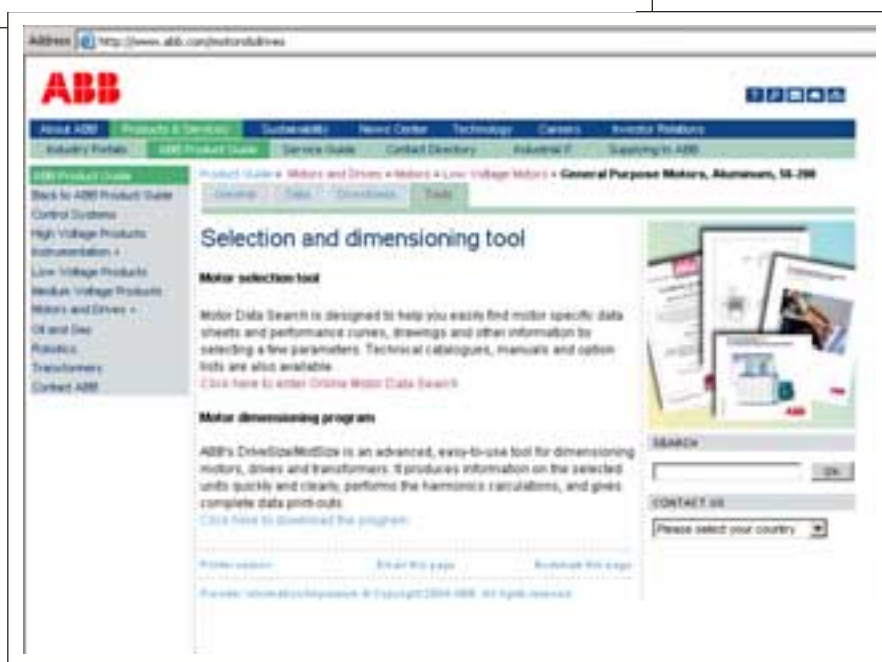 Address http://www.abb.com/motors&drives
ABB
About ABB Products & Services Sustainability News Center Technology Careers Investor Relations
Industry Portals ABB Product Guide Service Guide Contact Directory Industrial IT Supplying to ABB
ABB Product Guide
Back to ABB Product Guide
Control Systems
High Voltage Products
Instrumentation +
Low Voltage Products
Medium Voltage Products
Motors and Drives +
Oil and Gas
Robotics
Transformers
Contact ABB
Product Guide » Motors and Drives » Motors » Low Voltage Motors » General Purpose Motors, Aluminum, 56-280
General Data Tools
Selection and dimensioning tool
Motor selection tool
Motor Data Search is designed to help you easily find motor specific data
sheets and performance curves, drawings and other information by
selecting a few parameters. Technical catalogues, manuals and option
lists are also available.
Click here to enter Online Motor Data Search
Motor dimensioning program
ABB's DriveSize/MotSize is an advanced, easy-to-use tool for dimensioning
motors, drives and transformers. It produces information on the selected
units quickly and clearly, performs the harmonics calculations, and gives
complete data print-outs.
Click here to download the program
Printer version Email this page Bookmark this page
Provider information/Impressum © Copyright 2004 ABB. All rights reserved.
ABB
SEARCH
OK
CONTACT US
Please select your country